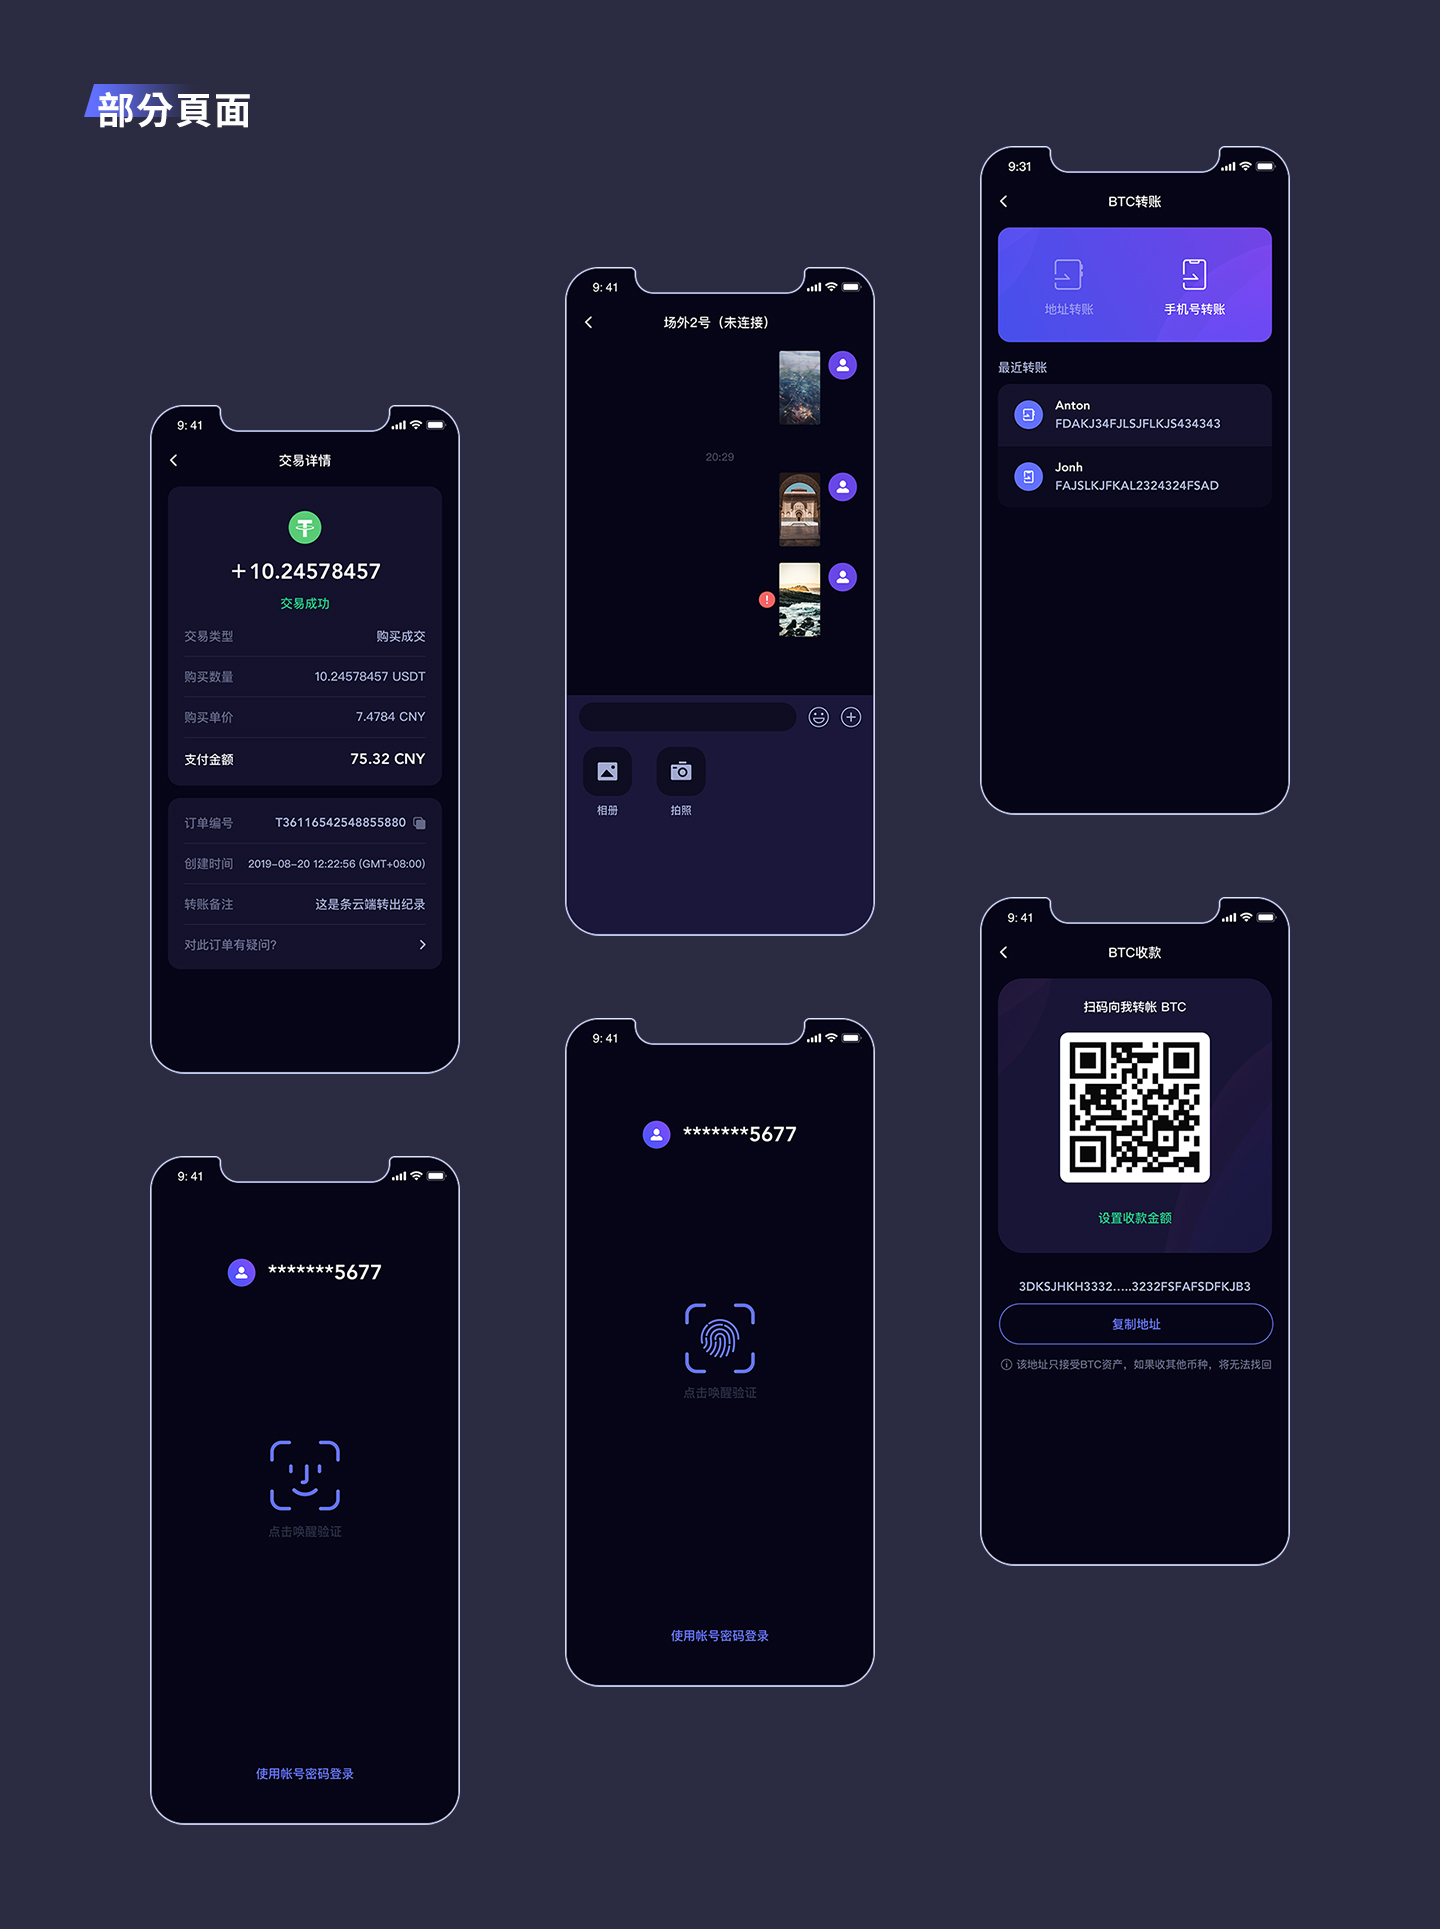 部分頁面
9:41
交易详情
+10.24578457
交易成功
交易类型 购买成交
购买数量 10.24578457 USDT
购买单价 7.4784 CNY
支付金额 75.32 CNY
订单编号 T36116542548855880
创建时间 2019-08-20 12:22:56 (GMT+08:00)
转账备注 这是条云端转出纪录
对此订单有疑问?
9:41
*******5677
点击唤醒验证
使用帐号密码登录
9:41
场外2号（未连接）
20:29
相册 拍照
9:41
*******5677
点击唤醒验证
使用帐号密码登录
9:31
BTC转账
地址转账 手机号转账
最近转账
Anton
FDAKJ34FJLSJFLKJS434343
Jonh
FAJSLKJFKAL2324324FSAD
9:41
BTC收款
扫码向我转帐 BTC
设置收款金额
3DKSJHKH3332.....3232FSFAFSDFKJB3
复制地址
该地址只接受BTC资产，如果收其他币种，将无法找回